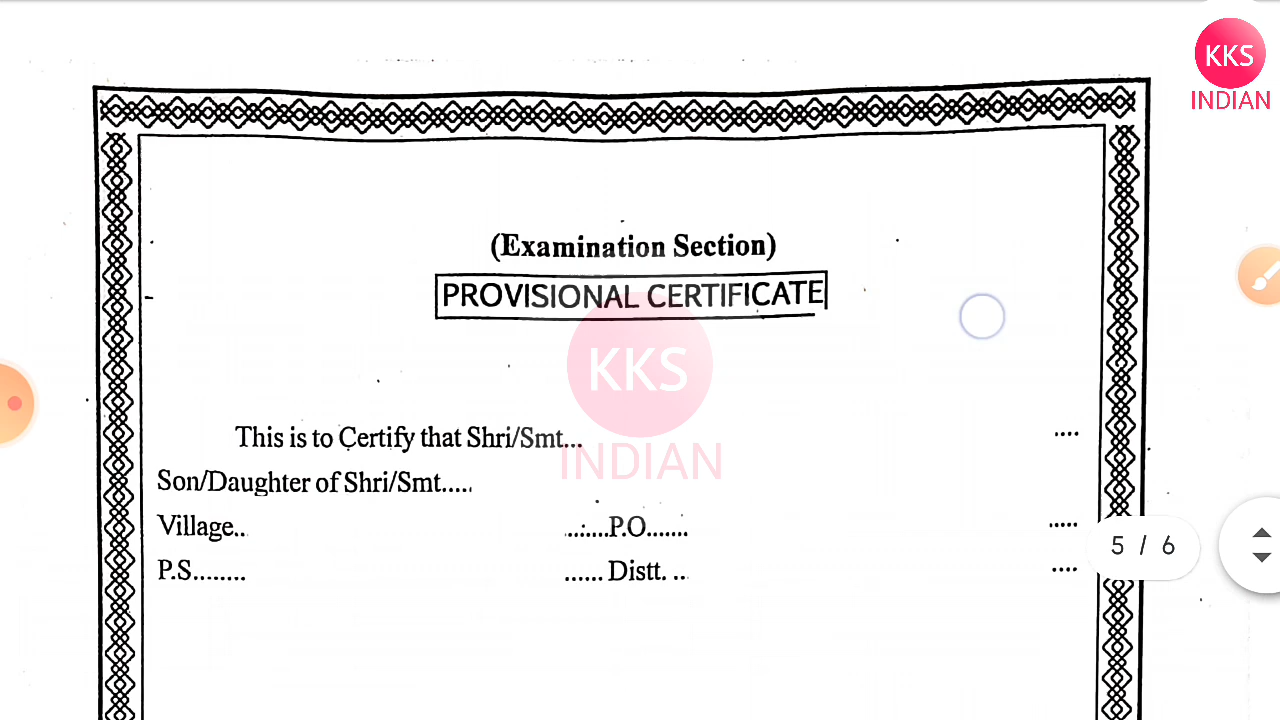 KKS
INDIAN
(Examination Section)
PROVISIONAL CERTIFICATE
KKS
INDIAN
This is to Certify that Shri/Smt... ....
Son/Daughter of Shri/Smt.....
Village.. ..:....P.O....... .....
P.S........ ...... Distt. .. ....
5 / 6